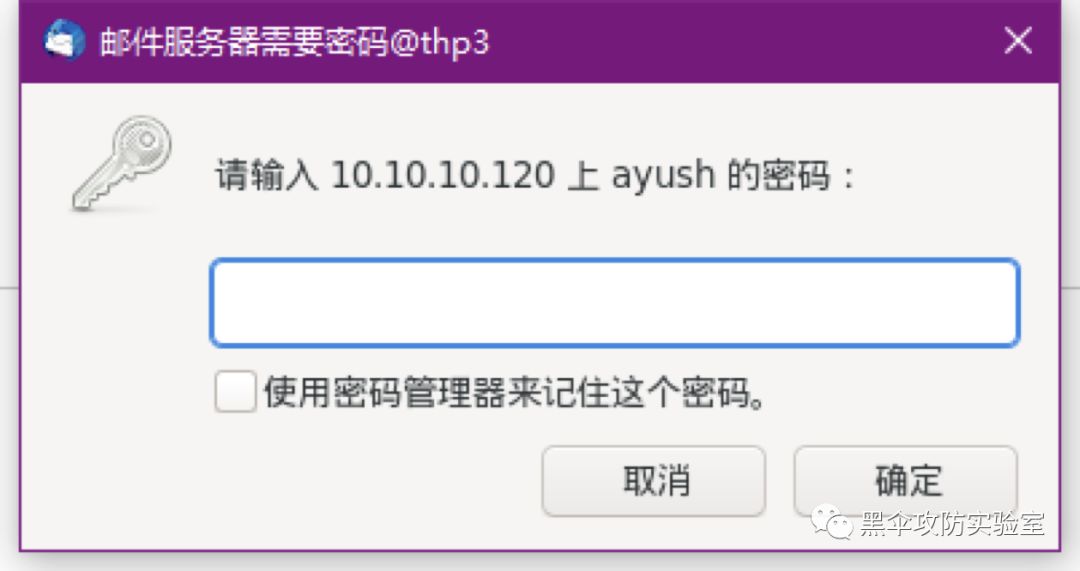 邮件服务器需要密码@thp3
请输入 10.10.10.120 上 ayush 的密码：
使用密码管理器来记住这个密码。
取消
确定
黑伞攻防实验室